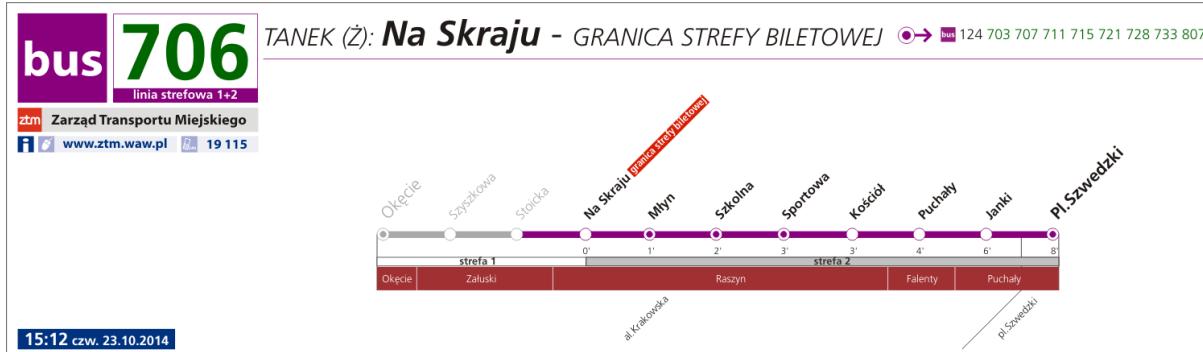 bus 706
linia strefowa 1+2
TANEK (Ż): Na Skraju - GRANICA STREFY BILETOWEJ bus 124 703 707 711 715 721 728 733 807
ztm Zarząd Transportu Miejskiego
i www.ztm.waw.pl 19 115
Okęcie Szyszkowa Stoicka Na Skraju granica strefy biletowej Młyn Szkolna Sportowa Kościół Puchały Janki Pl.Szwedzki
0' 1' 2' 3' 3' 4' 6' 8'
strefa 1 strefa 2
Okęcie Załuski Raszyn Falenty Puchały
al.Krakowska pl.Szwedzki
15:12 czw. 23.10.2014